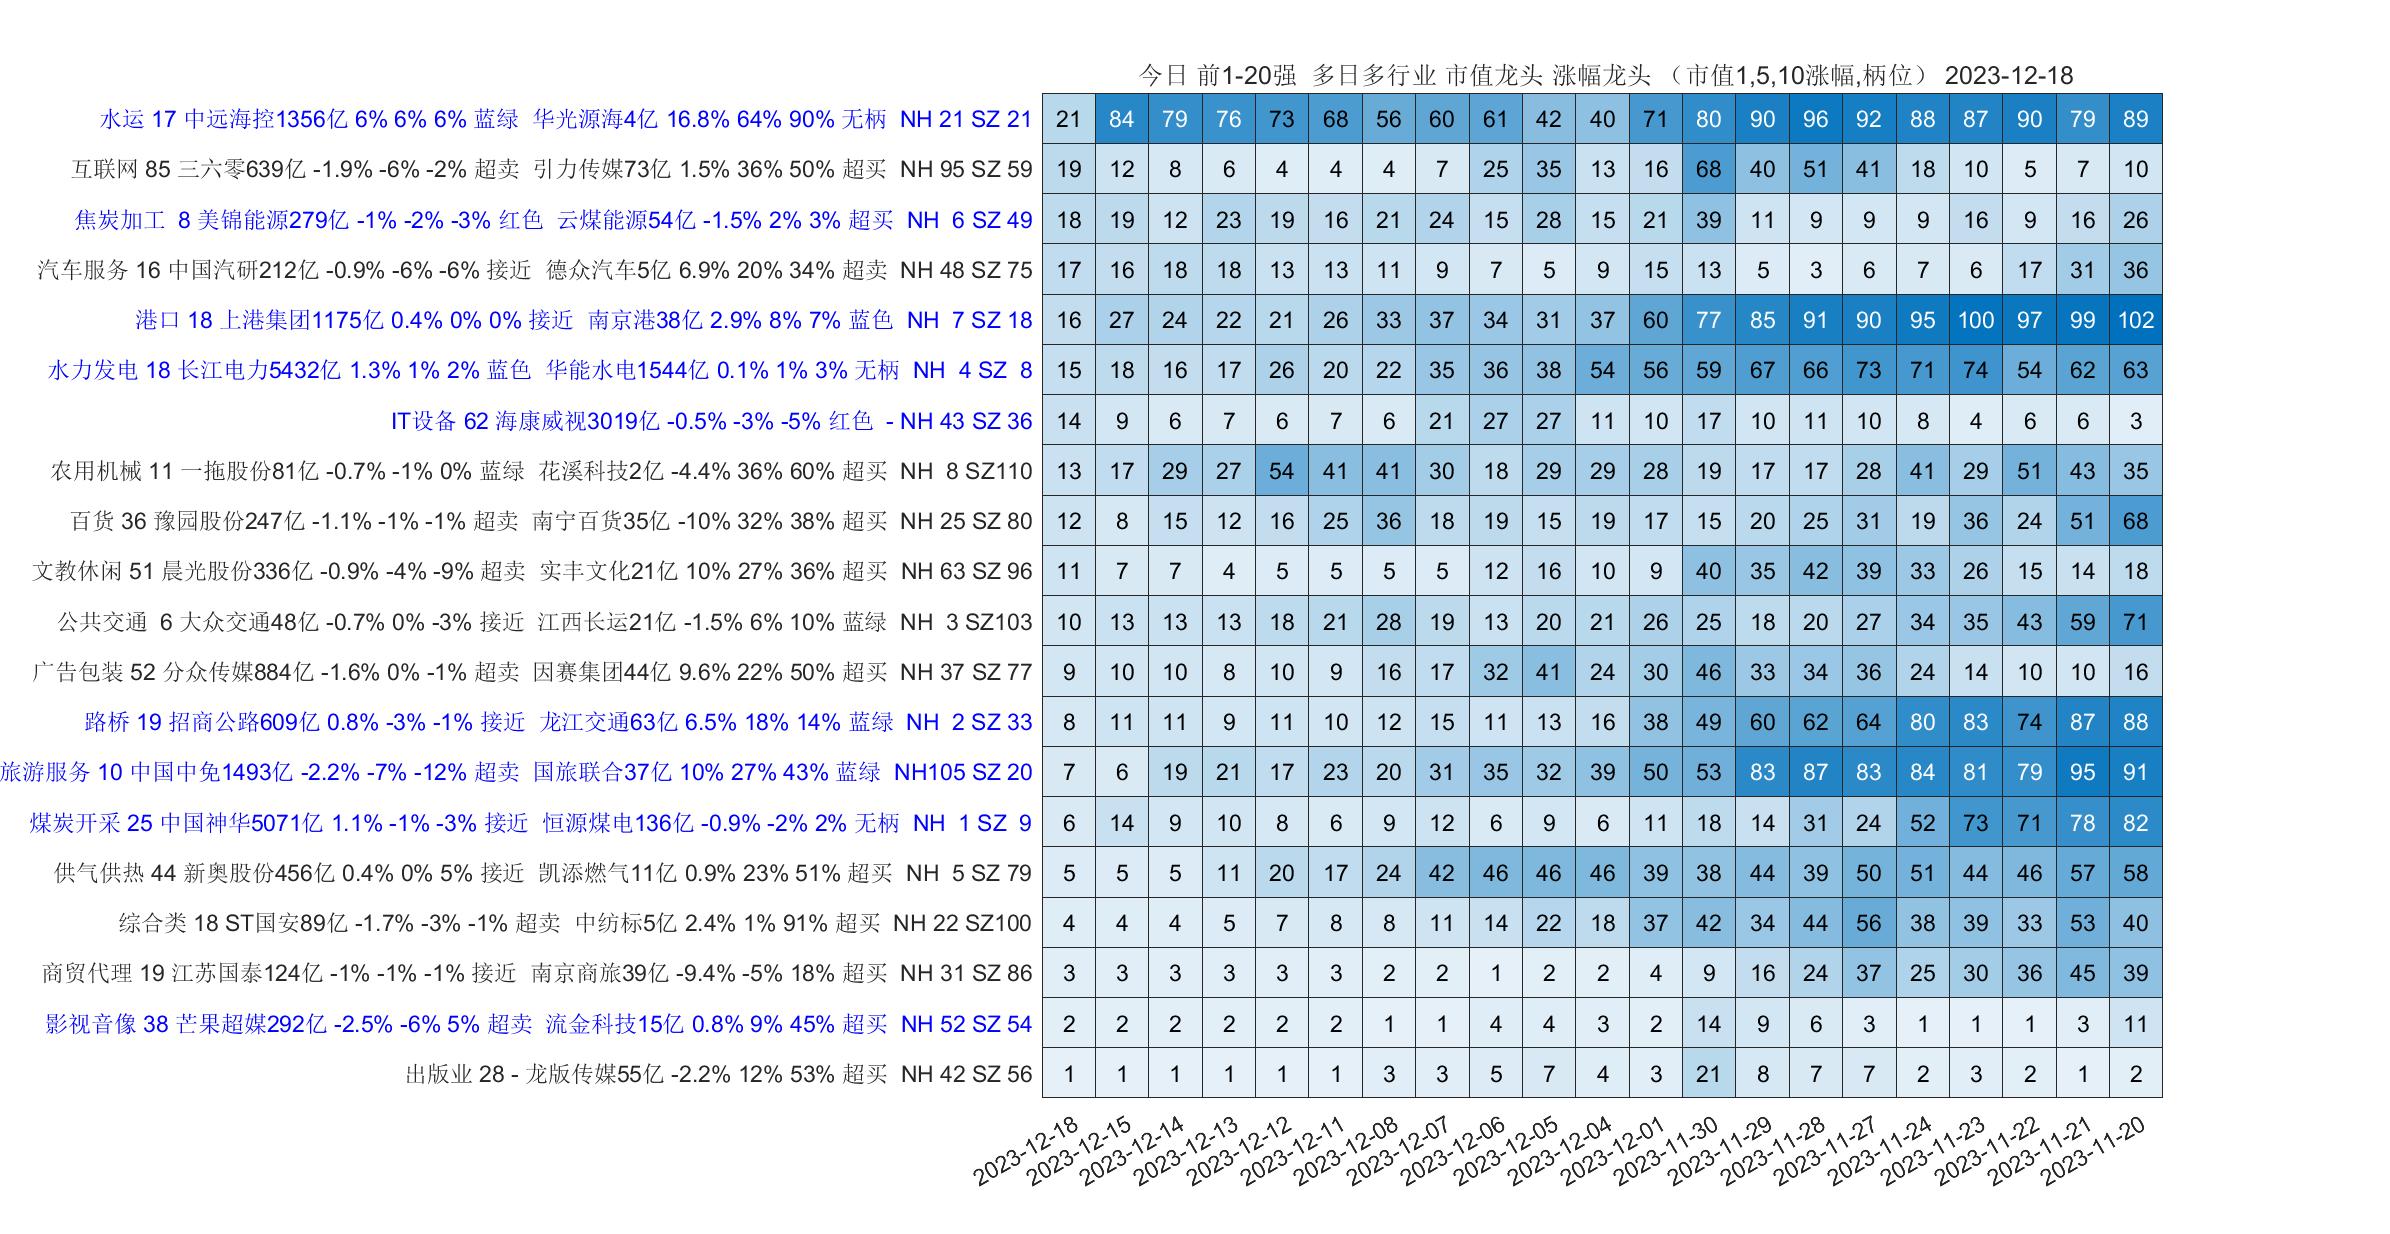 今日 前1-20强  多日多行业 市值龙头 涨幅龙头 （市值1,5,10涨幅,柄位） 2023-12-18
水运 17 中远海控1356亿 6% 6% 6% 蓝绿  华光源海4亿 16.8% 64% 90% 无柄  NH 21 SZ 21 21 84 79 76 73 68 56 60 61 42 40 71 80 90 96 92 88 87 90 79 89
互联网 85 三六零639亿 -1.9% -6% -2% 超卖  引力传媒73亿 1.5% 36% 50% 超买  NH 95 SZ 59 19 12 8 6 4 4 4 7 25 35 13 16 68 40 51 41 18 10 5 7 10
焦炭加工  8 美锦能源279亿 -1% -2% -3% 红色  云煤能源54亿 -1.5% 2% 3% 超买  NH  6 SZ 49 18 19 12 23 19 16 21 24 15 28 15 21 39 11 9 9 9 16 9 16 26
汽车服务 16 中国汽研212亿 -0.9% -6% -6% 接近  德众汽车5亿 6.9% 20% 34% 超卖  NH 48 SZ 75 17 16 18 18 13 13 11 9 7 5 9 15 13 5 3 6 7 6 17 31 36
港口 18 上港集团1175亿 0.4% 0% 0% 接近  南京港38亿 2.9% 8% 7% 蓝色  NH  7 SZ 18 16 27 24 22 21 26 33 37 34 31 37 60 77 85 91 90 95 100 97 99 102
水力发电 18 长江电力5432亿 1.3% 1% 2% 蓝色  华能水电1544亿 0.1% 1% 3% 无柄  NH  4 SZ  8 15 18 16 17 26 20 22 35 36 38 54 56 59 67 66 73 71 74 54 62 63
IT设备 62 海康威视3019亿 -0.5% -3% -5% 红色  - NH 43 SZ 36 14 9 6 7 6 7 6 21 27 27 11 10 17 10 11 10 8 4 6 6 3
农用机械 11 一拖股份81亿 -0.7% -1% 0% 蓝绿  花溪科技2亿 -4.4% 36% 60% 超买  NH  8 SZ110 13 17 29 27 54 41 41 30 18 29 29 28 19 17 17 28 41 29 51 43 35
百货 36 豫园股份247亿 -1.1% -1% -1% 超卖  南宁百货35亿 -10% 32% 38% 超买  NH 25 SZ 80 12 8 15 12 16 25 36 18 19 15 19 17 15 20 25 31 19 36 24 51 68
文教休闲 51 晨光股份336亿 -0.9% -4% -9% 超卖  实丰文化21亿 10% 27% 36% 超买  NH 63 SZ 96 11 7 7 4 5 5 5 5 12 16 10 9 40 35 42 39 33 26 15 14 18
公共交通  6 大众交通48亿 -0.7% 0% -3% 接近  江西长运21亿 -1.5% 6% 10% 蓝绿  NH  3 SZ103 10 13 13 13 18 21 28 19 13 20 21 26 25 18 20 27 34 35 43 59 71
广告包装 52 分众传媒884亿 -1.6% 0% -1% 超卖  因赛集团44亿 9.6% 22% 50% 超买  NH 37 SZ 77 9 10 10 8 10 9 16 17 32 41 24 30 46 33 34 36 24 14 10 10 16
路桥 19 招商公路609亿 0.8% -3% -1% 接近  龙江交通63亿 6.5% 18% 14% 蓝绿  NH  2 SZ 33 8 11 11 9 11 10 12 15 11 13 16 38 49 60 62 64 80 83 74 87 88
旅游服务 10 中国中免1493亿 -2.2% -7% -12% 超卖  国旅联合37亿 10% 27% 43% 蓝绿  NH105 SZ 20 7 6 19 21 17 23 20 31 35 32 39 50 53 83 87 83 84 81 79 95 91
煤炭开采 25 中国神华5071亿 1.1% -1% -3% 接近  恒源煤电136亿 -0.9% -2% 2% 无柄  NH  1 SZ  9 6 14 9 10 8 6 9 12 6 9 6 11 18 14 31 24 52 73 71 78 82
供气供热 44 新奥股份456亿 0.4% 0% 5% 接近  凯添燃气11亿 0.9% 23% 51% 超买  NH  5 SZ 79 5 5 5 11 20 17 24 42 46 46 46 39 38 44 39 50 51 44 46 57 58
综合类 18 ST国安89亿 -1.7% -3% -1% 超卖  中纺标5亿 2.4% 1% 91% 超买  NH 22 SZ100 4 4 4 5 7 8 8 11 14 22 18 37 42 34 44 56 38 39 33 53 40
商贸代理 19 江苏国泰124亿 -1% -1% -1% 接近  南京商旅39亿 -9.4% -5% 18% 超买  NH 31 SZ 86 3 3 3 3 3 3 2 2 1 2 2 4 9 16 24 37 25 30 36 45 39
影视音像 38 芒果超媒292亿 -2.5% -6% 5% 超卖  流金科技15亿 0.8% 9% 45% 超买  NH 52 SZ 54 2 2 2 2 2 2 1 1 4 4 3 2 14 9 6 3 1 1 1 3 11
出版业 28 - 龙版传媒55亿 -2.2% 12% 53% 超买  NH 42 SZ 56 1 1 1 1 1 1 3 3 5 7 4 3 21 8 7 7 2 3 2 1 2
2023-12-18 2023-12-15 2023-12-14 2023-12-13 2023-12-12 2023-12-11 2023-12-08 2023-12-07 2023-12-06 2023-12-05 2023-12-04 2023-12-01 2023-11-30 2023-11-29 2023-11-28 2023-11-27 2023-11-24 2023-11-23 2023-11-22 2023-11-21 2023-11-20